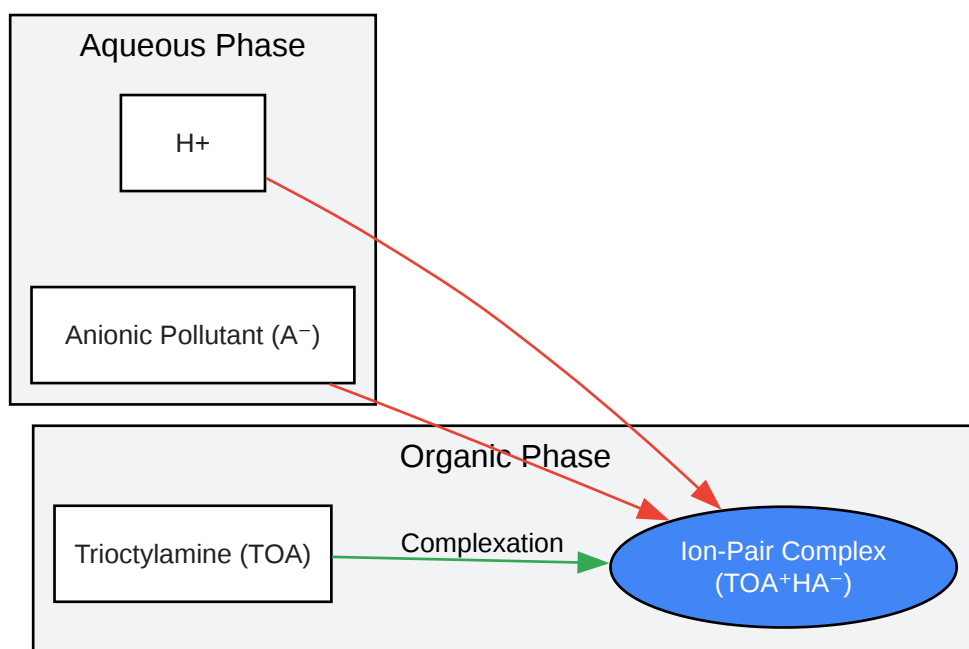 Aqueous Phase
H+
Anionic Pollutant (A⁻)
Organic Phase
Trioctylamine (TOA)
Complexation
Ion-Pair Complex
(TOA⁺HA⁻)